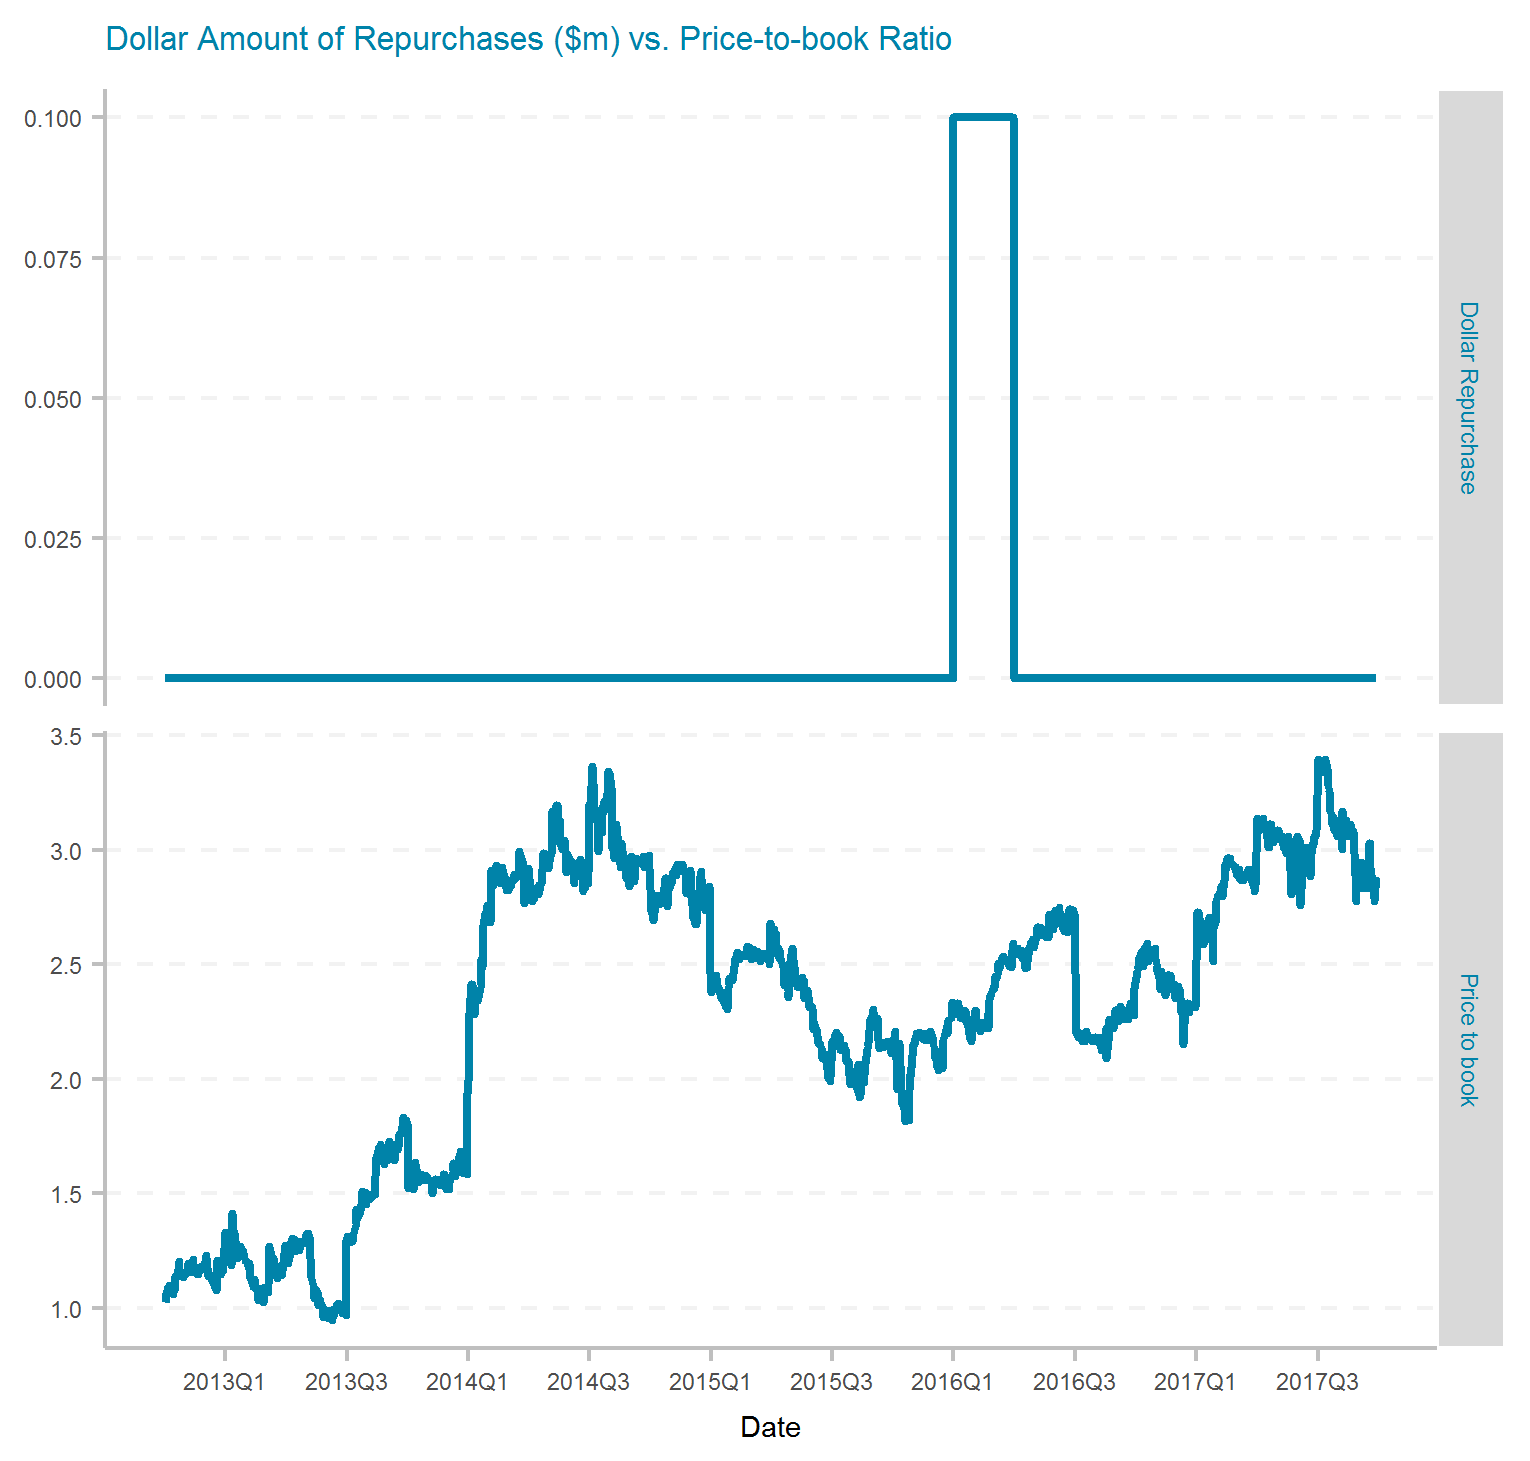 Dollar Amount of Repurchases ($m) vs. Price-to-book Ratio
0.100
0.075
0.050
0.025
0.000
Dollar Repurchase
3.5
3.0
2.5
2.0
1.5
1.0
Price to book
2013Q1 2013Q3 2014Q1 2014Q3 2015Q1 2015Q3 2016Q1 2016Q3 2017Q1 2017Q3
Date